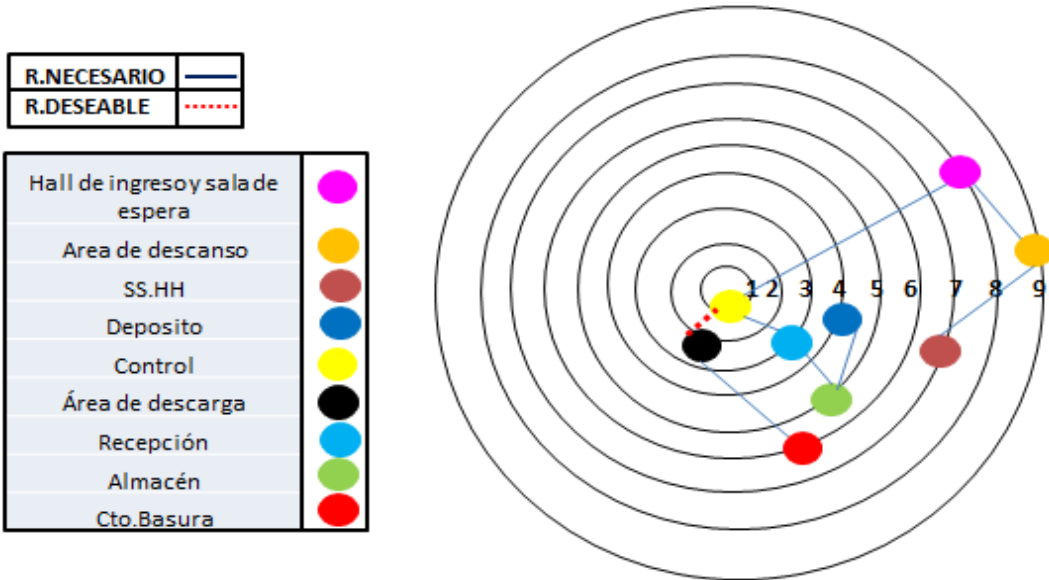 R.NECESARIO
R.DESEABLE
Hall de ingreso y sala de
espera
Area de descanso
SS.HH
Deposito
Control
Área de descarga
Recepción
Almacén
Cto.Basura
1 2 3 4 5 6 7 8 9